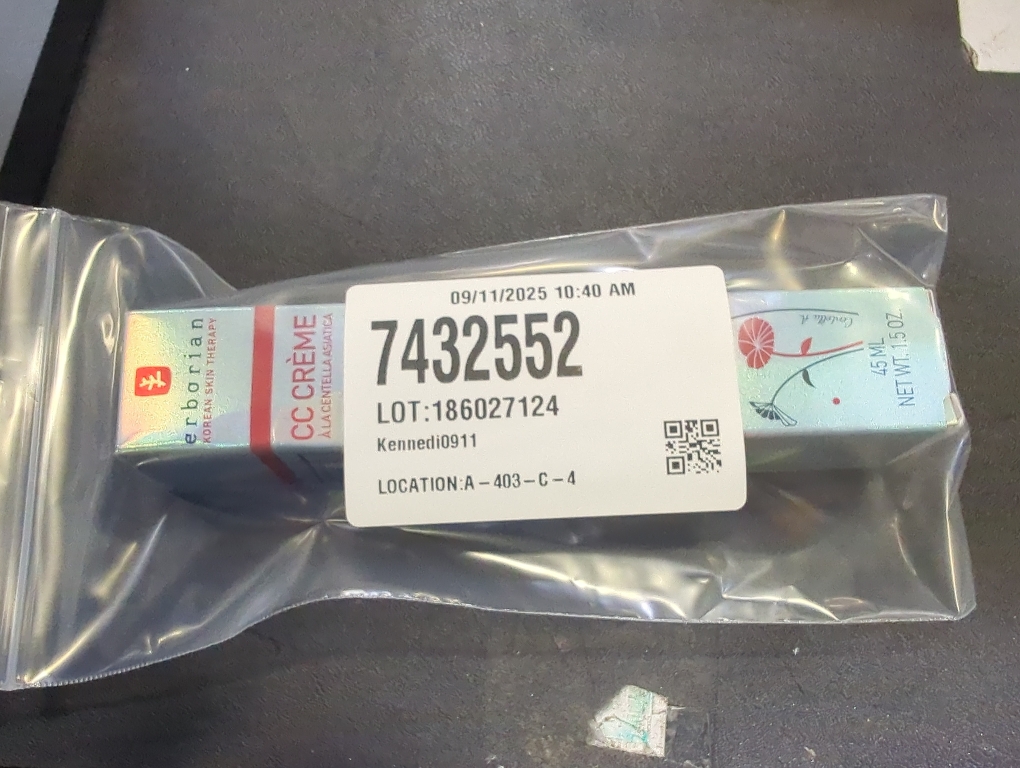 09/11/2025 10:40 AM
7432552
LOT:186027124
Kennedi0911
LOCATION:A-403-C-4
erborian
KOREAN SKIN THERAPY
CC CRÈME
À LA CENTELLA ASIATICA
45 ML
NET WT. 1.5 OZ.